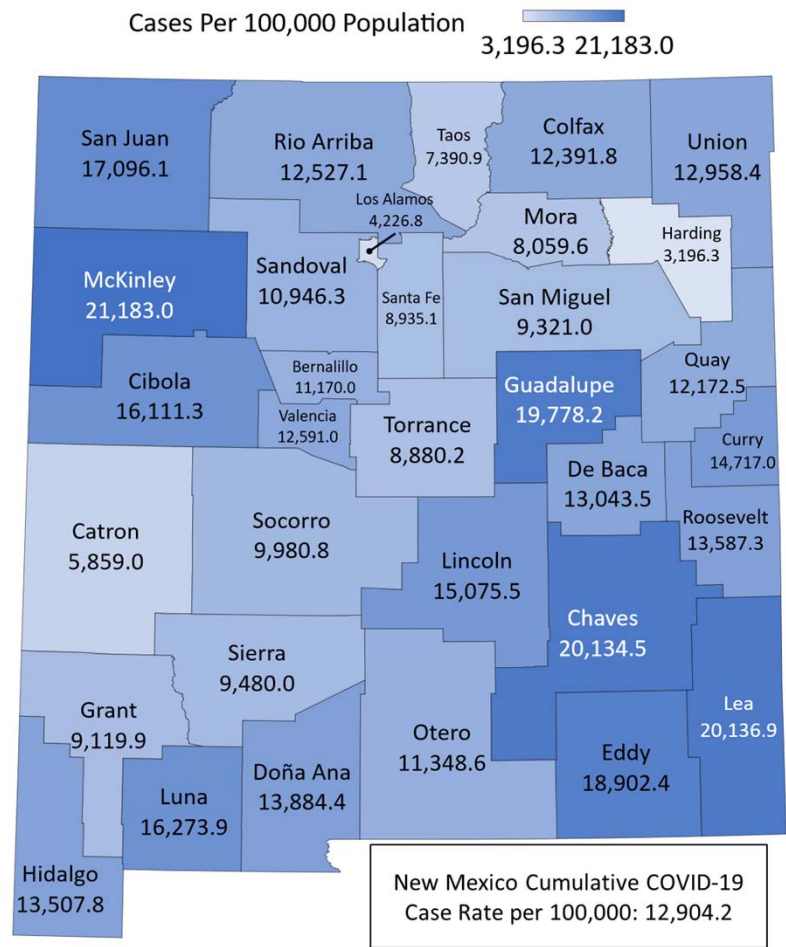 Cases Per 100,000 Population
3,196.3 21,183.0
San Juan
17,096.1
Rio Arriba
12,527.1
Taos
7,390.9
Colfax
12,391.8
Union
12,958.4
Los Alamos
4,226.8
Mora
8,059.6
Harding
3,196.3
McKinley
21,183.0
Sandoval
10,946.3
Santa Fe
8,935.1
San Miguel
9,321.0
Cibola
16,111.3
Bernalillo
11,170.0
Valencia
12,591.0
Torrance
8,880.2
Guadalupe
19,778.2
Quay
12,172.5
Curry
14,717.0
De Baca
13,043.5
Roosevelt
13,587.3
Catron
5,859.0
Socorro
9,980.8
Lincoln
15,075.5
Chaves
20,134.5
Sierra
9,480.0
Grant
9,119.9
Otero
11,348.6
Lea
20,136.9
Eddy
18,902.4
Doña Ana
13,884.4
Luna
16,273.9
Hidalgo
13,507.8
New Mexico Cumulative COVID-19
Case Rate per 100,000: 12,904.2